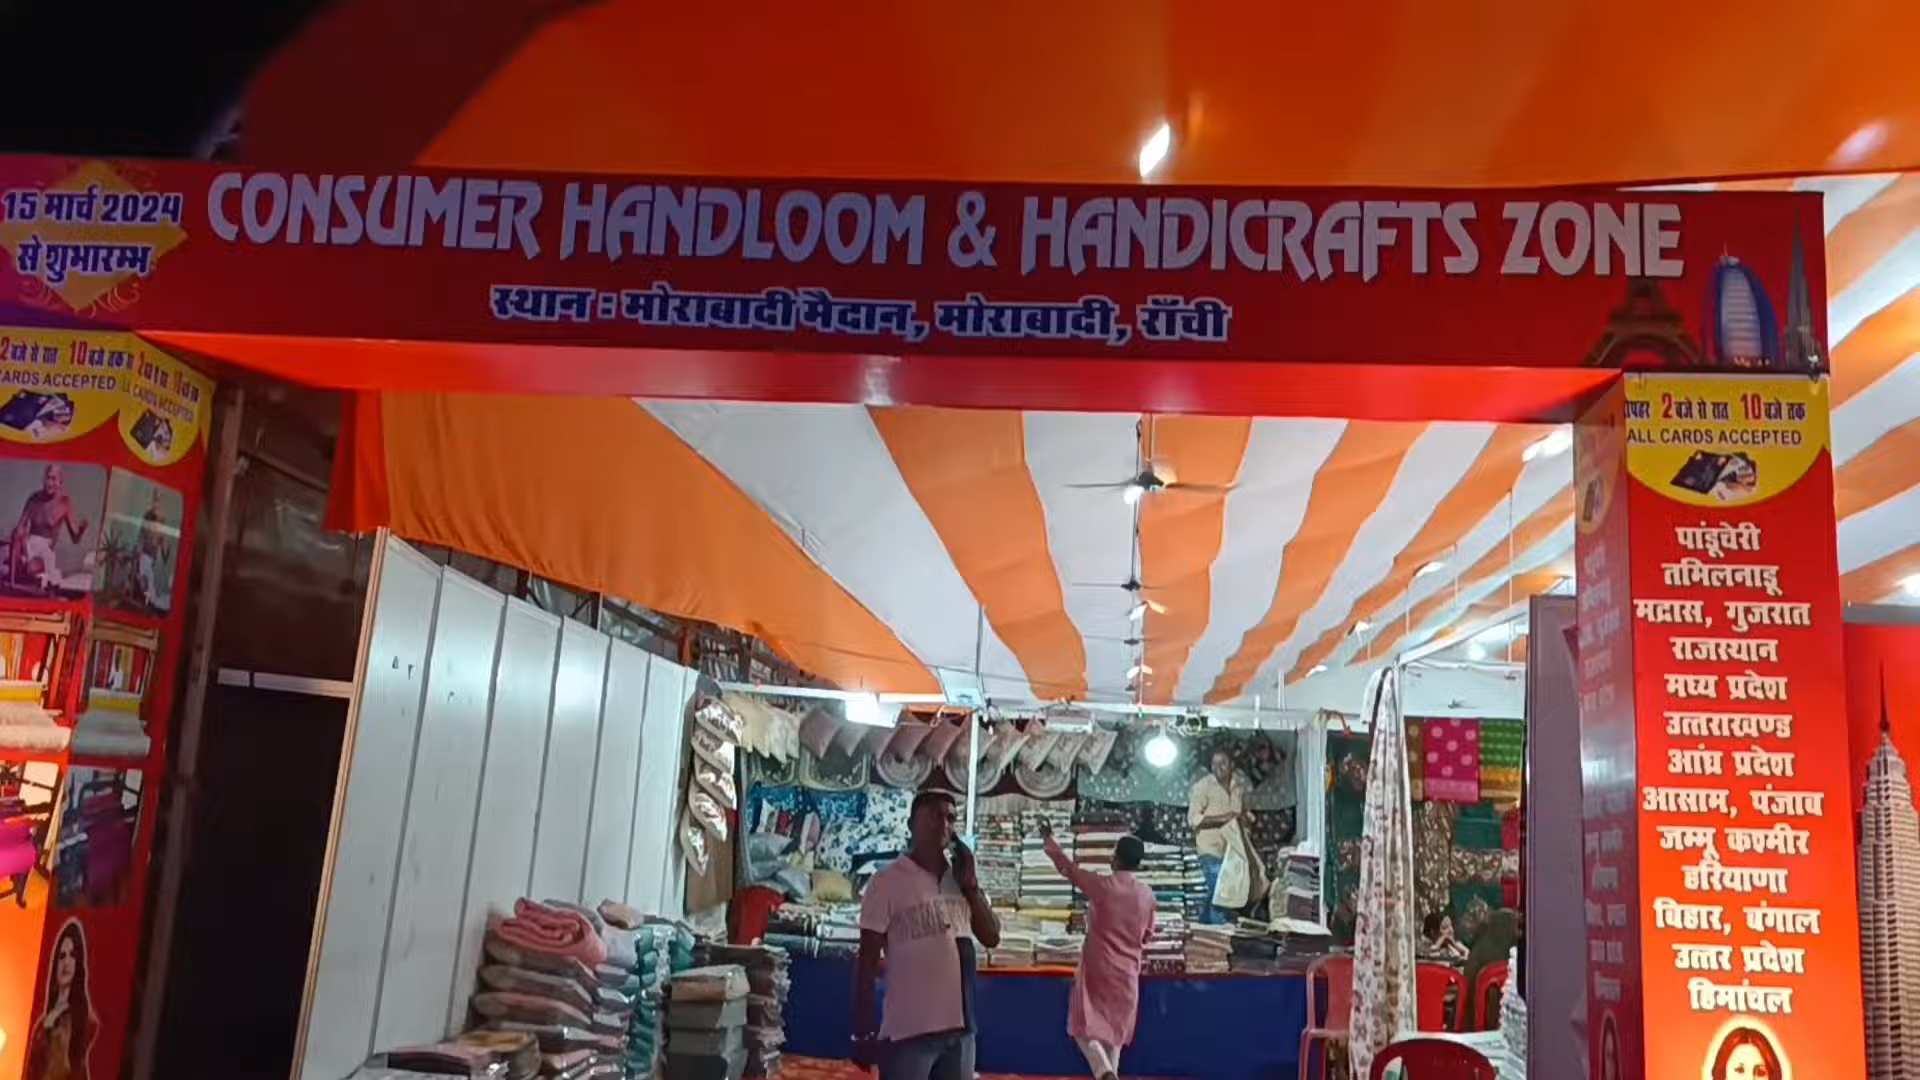 15 मार्च 2024
से शुभारम्भ
CONSUMER HANDLOOM & HANDICRAFTS ZONE
स्थान : मोराबादी मैदान, मोराबादी, राँची
2 बजे से रात 10 बजे तक
CARDS ACCEPTED
CARDS ACCEPTED
2 बजे से रात 10 बजे तक
ALL CARDS ACCEPTED
पांडूचेरी
तमिलनाडू
मद्रास, गुजरात
राजस्थान
मध्य प्रदेश
उत्तराखण्ड
आंध्र प्रदेश
आसाम, पंजाब
जम्मू कश्मीर
हरियाणा
बिहार, बंगाल
उत्तर प्रदेश
हिमांचल